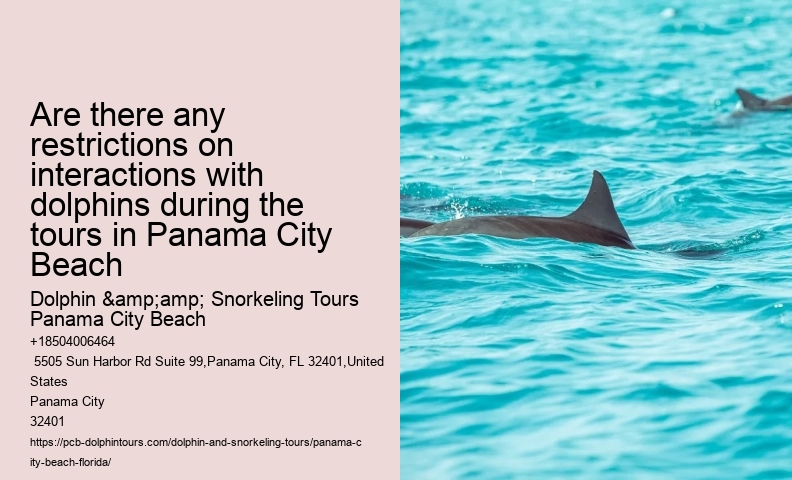 Are there any
restrictions on
interactions with
dolphins during the
tours in Panama City
Beach
Dolphin &amp;amp; Snorkeling Tours
Panama City Beach
+18504006464
5505 Sun Harbor Rd Suite 99,Panama City, FL 32401,United
States
Panama City
32401
https://pcb-dolphintours.com/dolphin-and-snorkeling-tours/panama-c
ity-beach-florida/